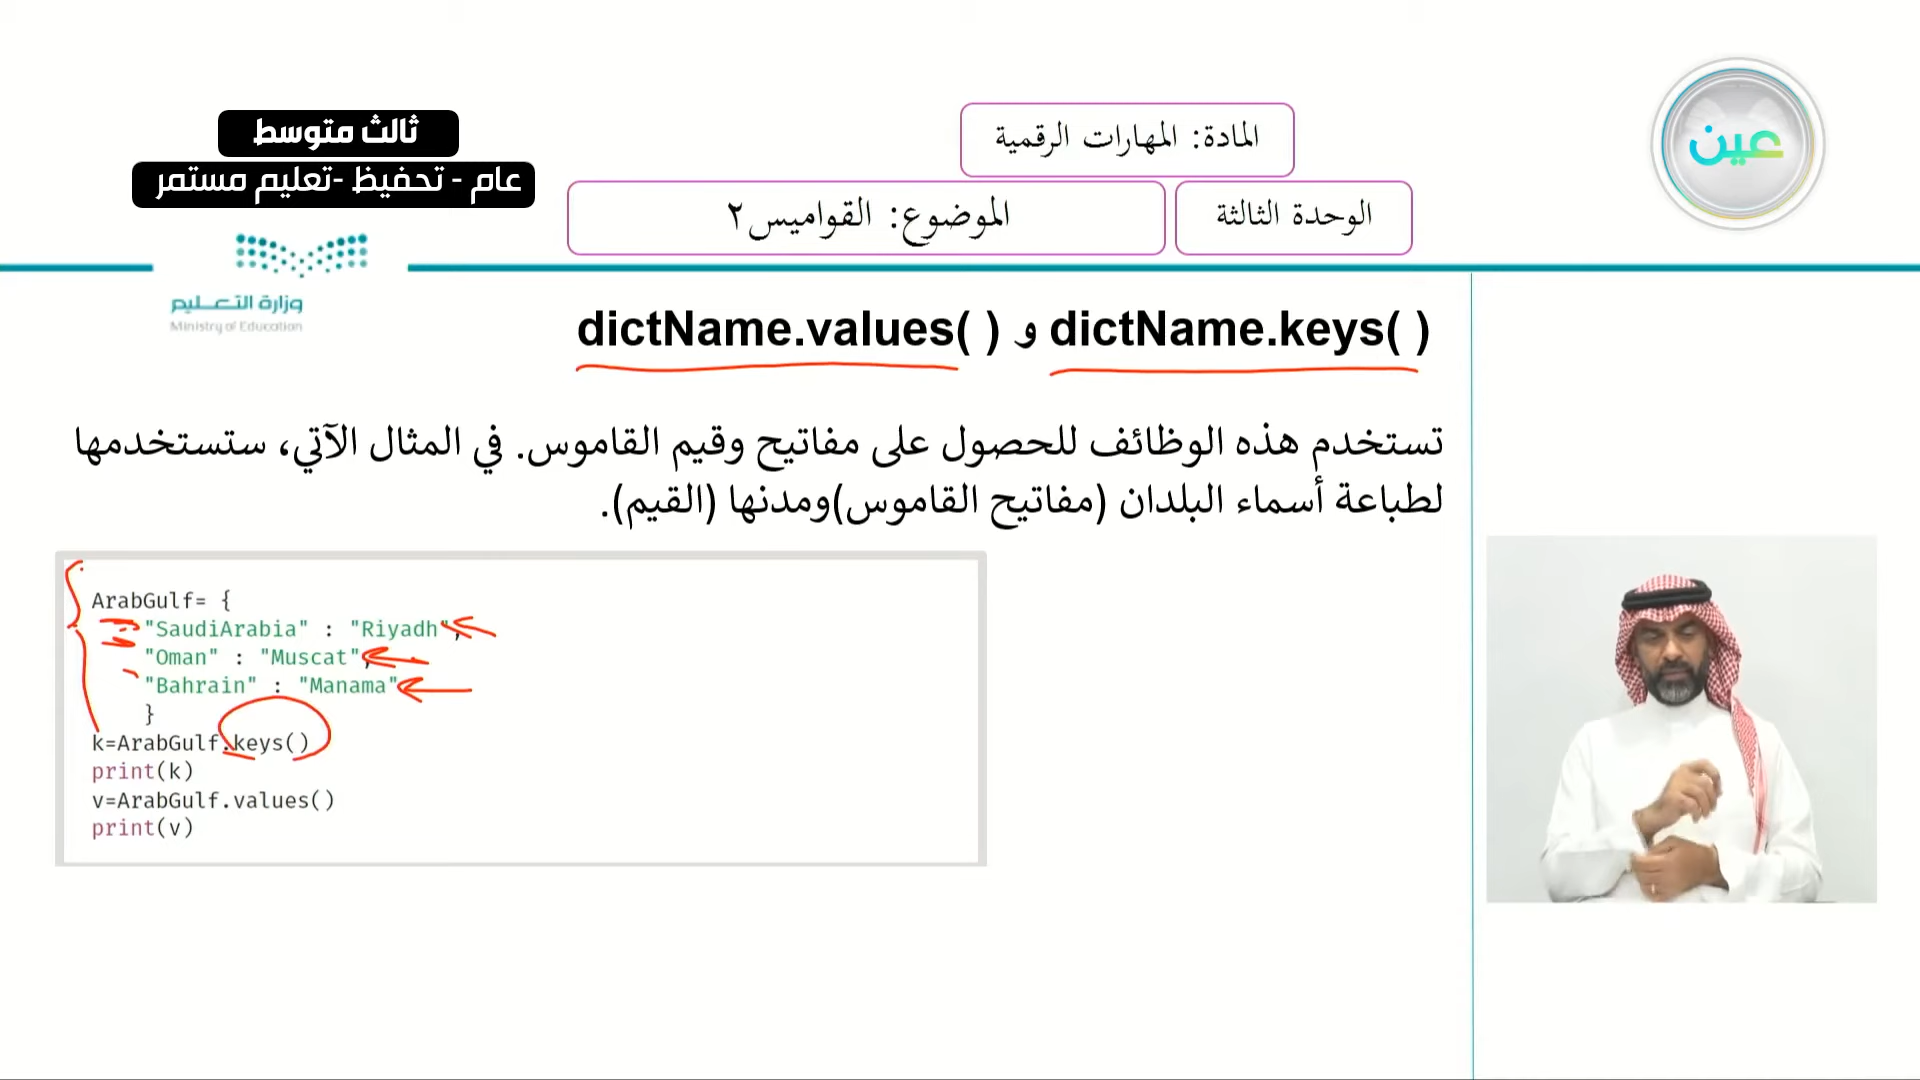 ثالث متوسط
عام - تحفيظ -تعليم مستمر
المادة: المهارات الرقمية
الوحدة الثالثة
الموضوع: القواميس٢
عين
وزارة التعليم
Ministry of Education
dictName.keys( ) و dictName.values( )
تستخدم هذه الوظائف للحصول على مفاتيح وقيم القاموس. في المثال الآتي، ستستخدمها
لطباعة أسماء البلدان (مفاتيح القاموس)ومدنها (القيم).
ArabGulf= {
"SaudiArabia" : "Riyadh",
"Oman" : "Muscat",
"Bahrain" : "Manama"
}
k=ArabGulf.keys()
print(k)
v=ArabGulf.values()
print(v)